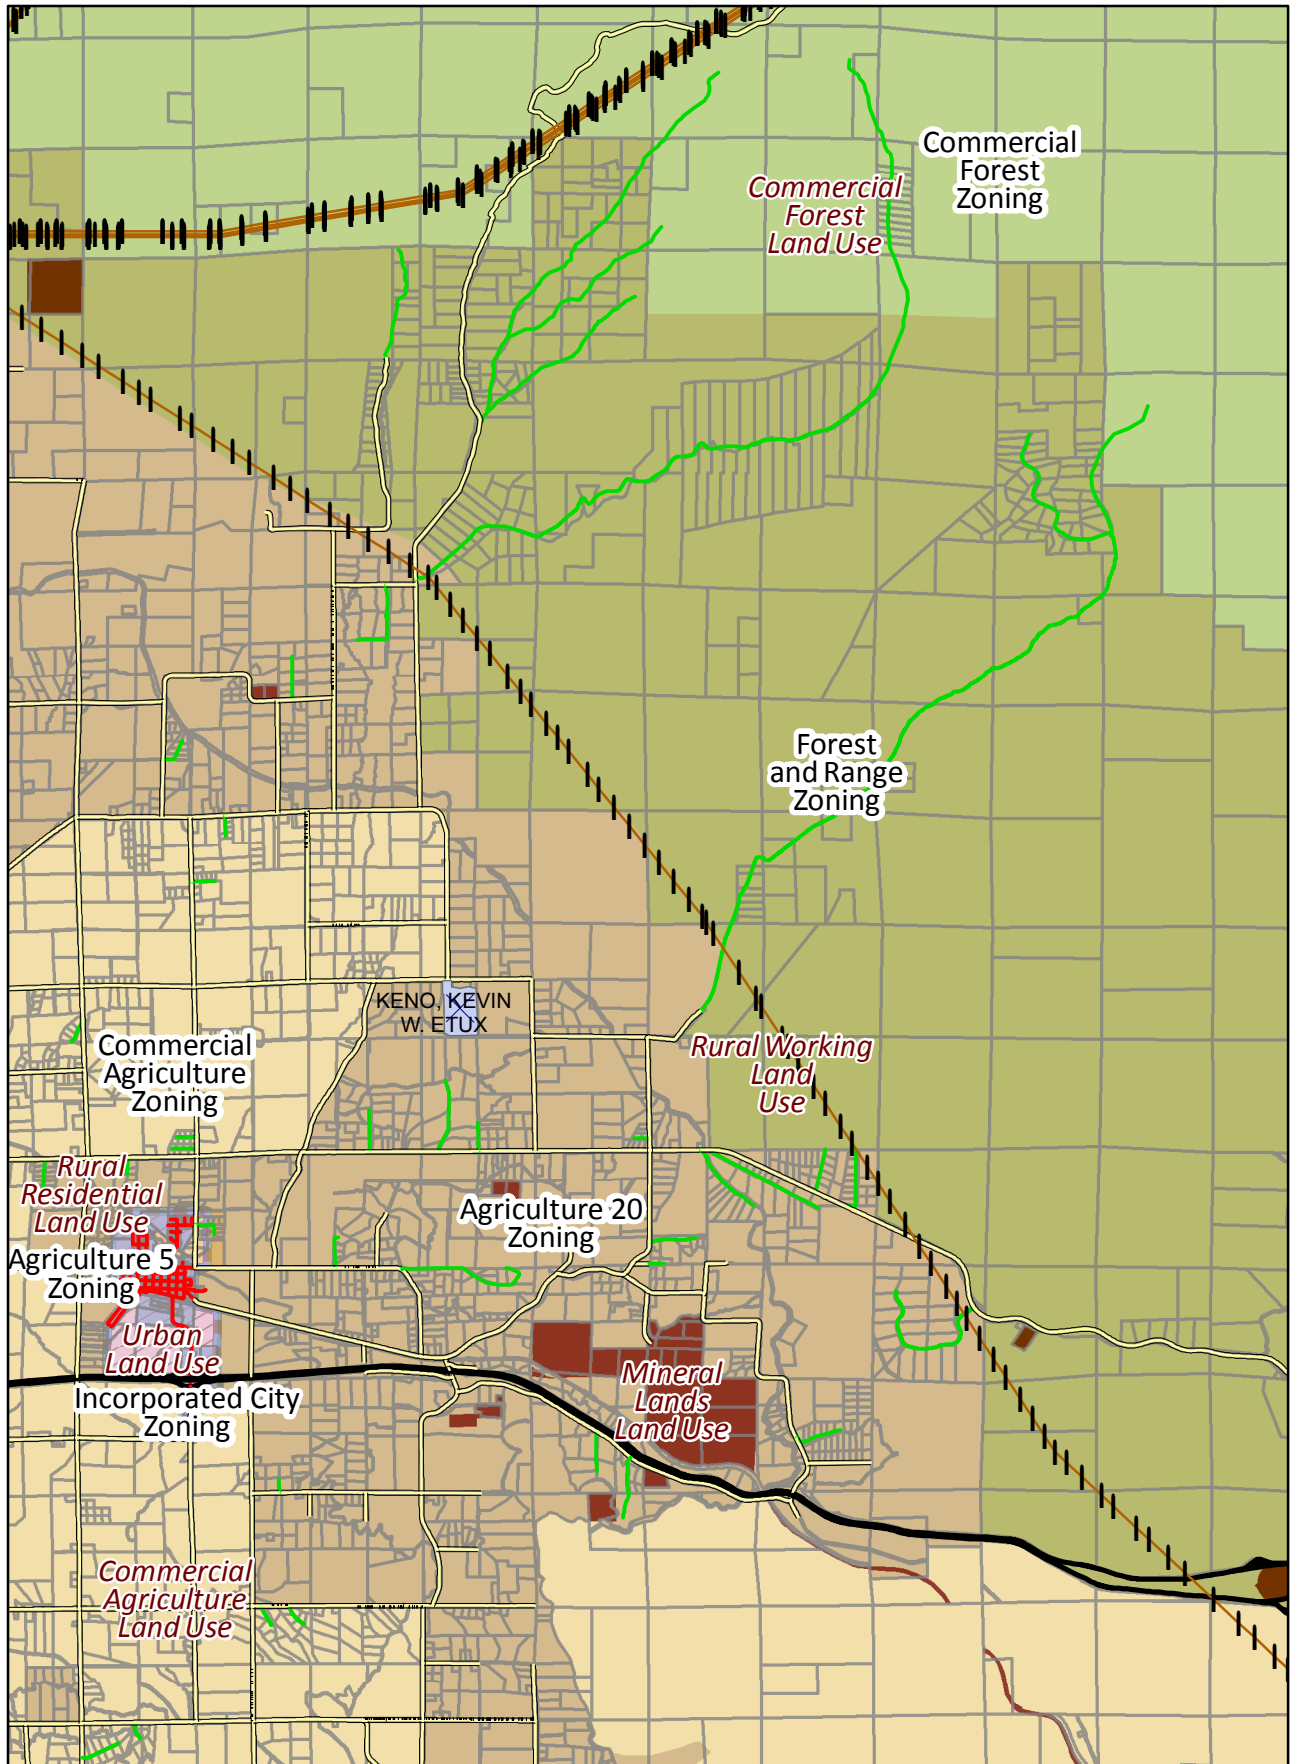 Commercial
Forest
Zoning
Commercial
Forest
Land Use
Forest
and Range
Zoning
KENO, KEVIN
W. ETUX
Commercial
Agriculture
Zoning
Rural Working
Land
Use
Rural
Residential
Land Use
Agriculture 20
Zoning
Agriculture 5
Zoning
Urban
Land Use
Mineral
Lands
Land Use
Incorporated City
Zoning
Commercial
Agriculture
Land Use